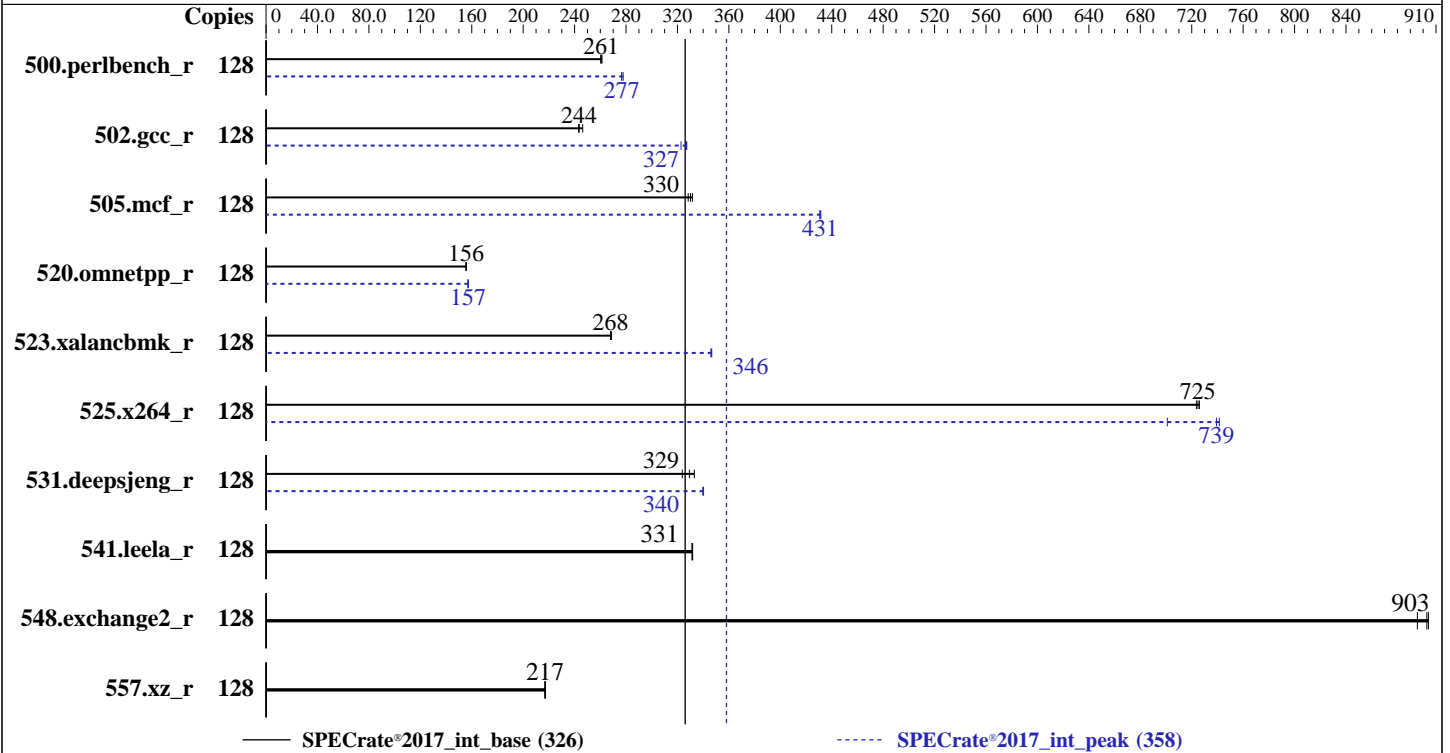 Copies 0 40.0 80.0 120 160 200 240 280 320 360 400 440 480 520 560 600 640 680 720 760 800 840 910
261
500.perlbench_r 128
277
244
502.gcc_r 128
327
330
505.mcf_r 128
431
156
520.omnetpp_r 128
157
268
523.xalancbmk_r 128
346
725
525.x264_r 128
739
329
531.deepsjeng_r 128
340
331
541.leela_r 128
903
548.exchange2_r 128
217
557.xz_r 128
SPECrate®2017_int_base (326) SPECrate®2017_int_peak (358)